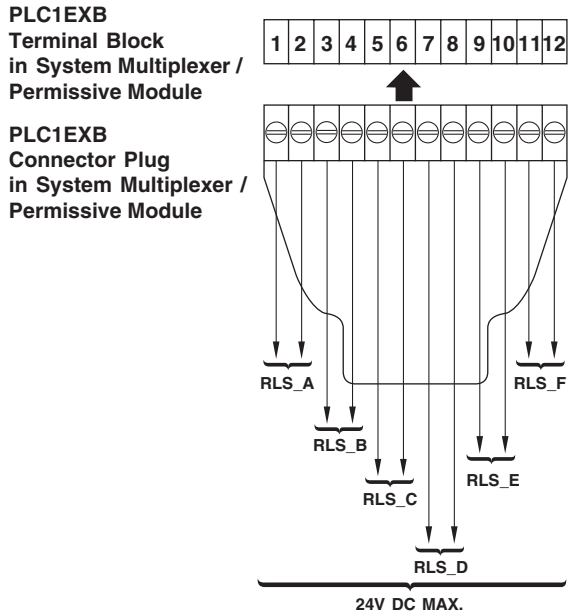 PLC1EXB
Terminal Block
in System Multiplexer /
Permissive Module
1 2 3 4 5 6 7 8 9 10 11 12
PLC1EXB
Connector Plug
in System Multiplexer /
Permissive Module
RLS_A
RLS_F
RLS_B
RLS_E
RLS_C
RLS_D
24V DC MAX.